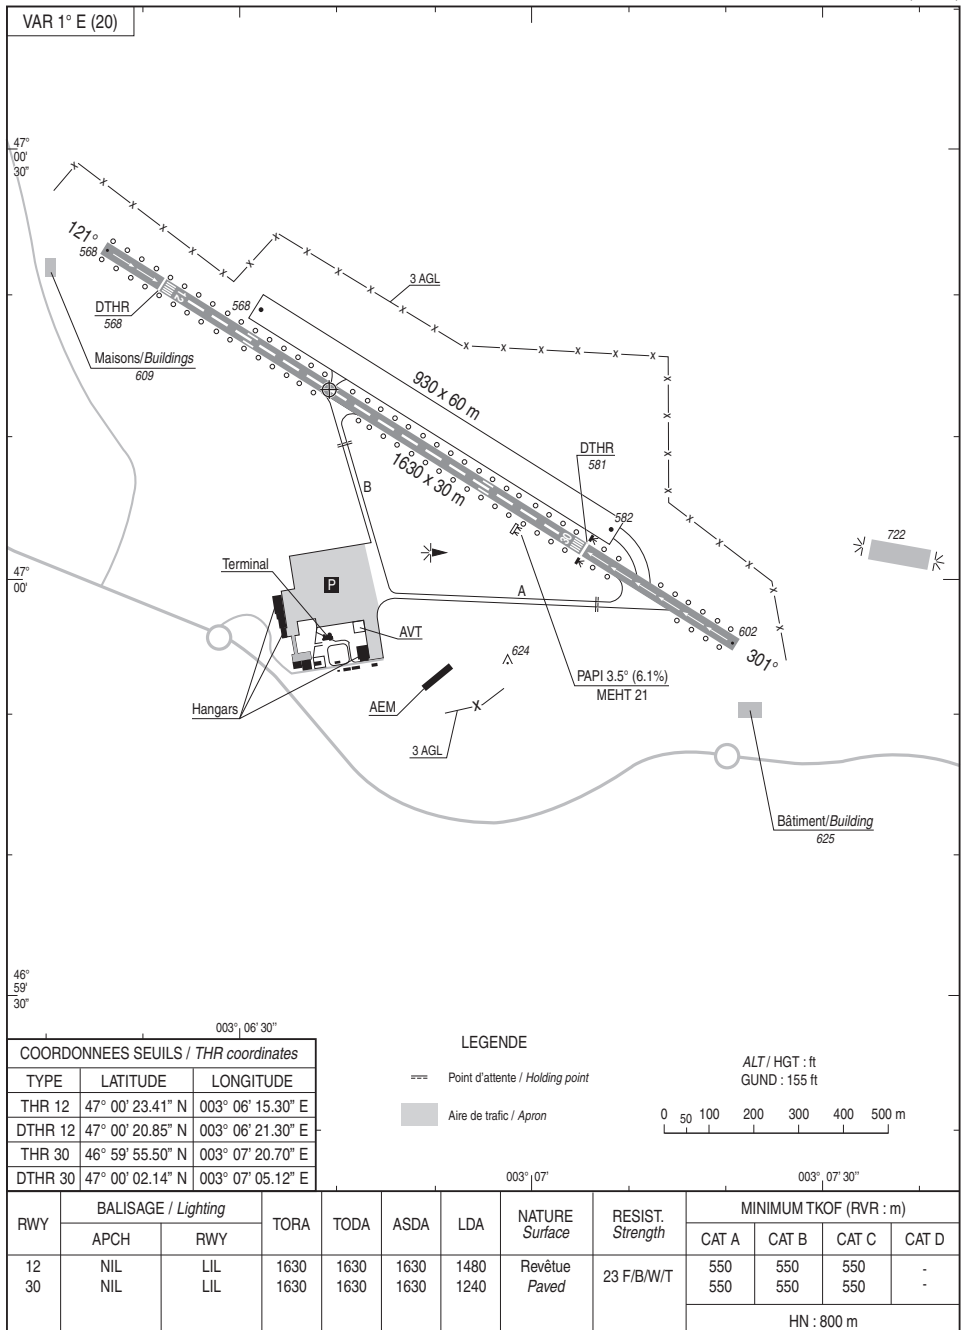 VAR 1° E (20)
47°
00'
30"
121°
568
DTHR
568
Maisons/Buildings
609
12
568
3 AGL
930 x 60 m
1630 x 30 m
DTHR
581
582
30
722
B
A
47°
00'
Terminal
P
AVT
624
602
301°
PAPI 3.5° (6.1%)
MEHT 21
Hangars
AEM
3 AGL
Bâtiment/Building
625
46°
59'
30"
003° 06' 30"
COORDONNEES SEUILS / THR coordinates
TYPE LATITUDE LONGITUDE
THR 12 47° 00' 23.41" N 003° 06' 15.30" E
DTHR 12 47° 00' 20.85" N 003° 06' 21.30" E
THR 30 46° 59' 55.50" N 003° 07' 20.70" E
DTHR 30 47° 00' 02.14" N 003° 07' 05.12" E
LEGENDE
Point d'attente / Holding point
Aire de trafic / Apron
ALT / HGT : ft
GUND : 155 ft
0 50 100 200 300 400 500 m
003° 07'
003° 07' 30"
RWY BALISAGE / Lighting TORA TODA ASDA LDA NATURE Surface RESIST. Strength MINIMUM TKOF (RVR : m)
APCH RWY CAT A CAT B CAT C CAT D
12 NIL LIL 1630 1630 1630 1480 Revêtue 23 F/B/W/T 550 550 550 -
30 NIL LIL 1630 1630 1630 1240 Paved 550 550 550 -
HN : 800 m